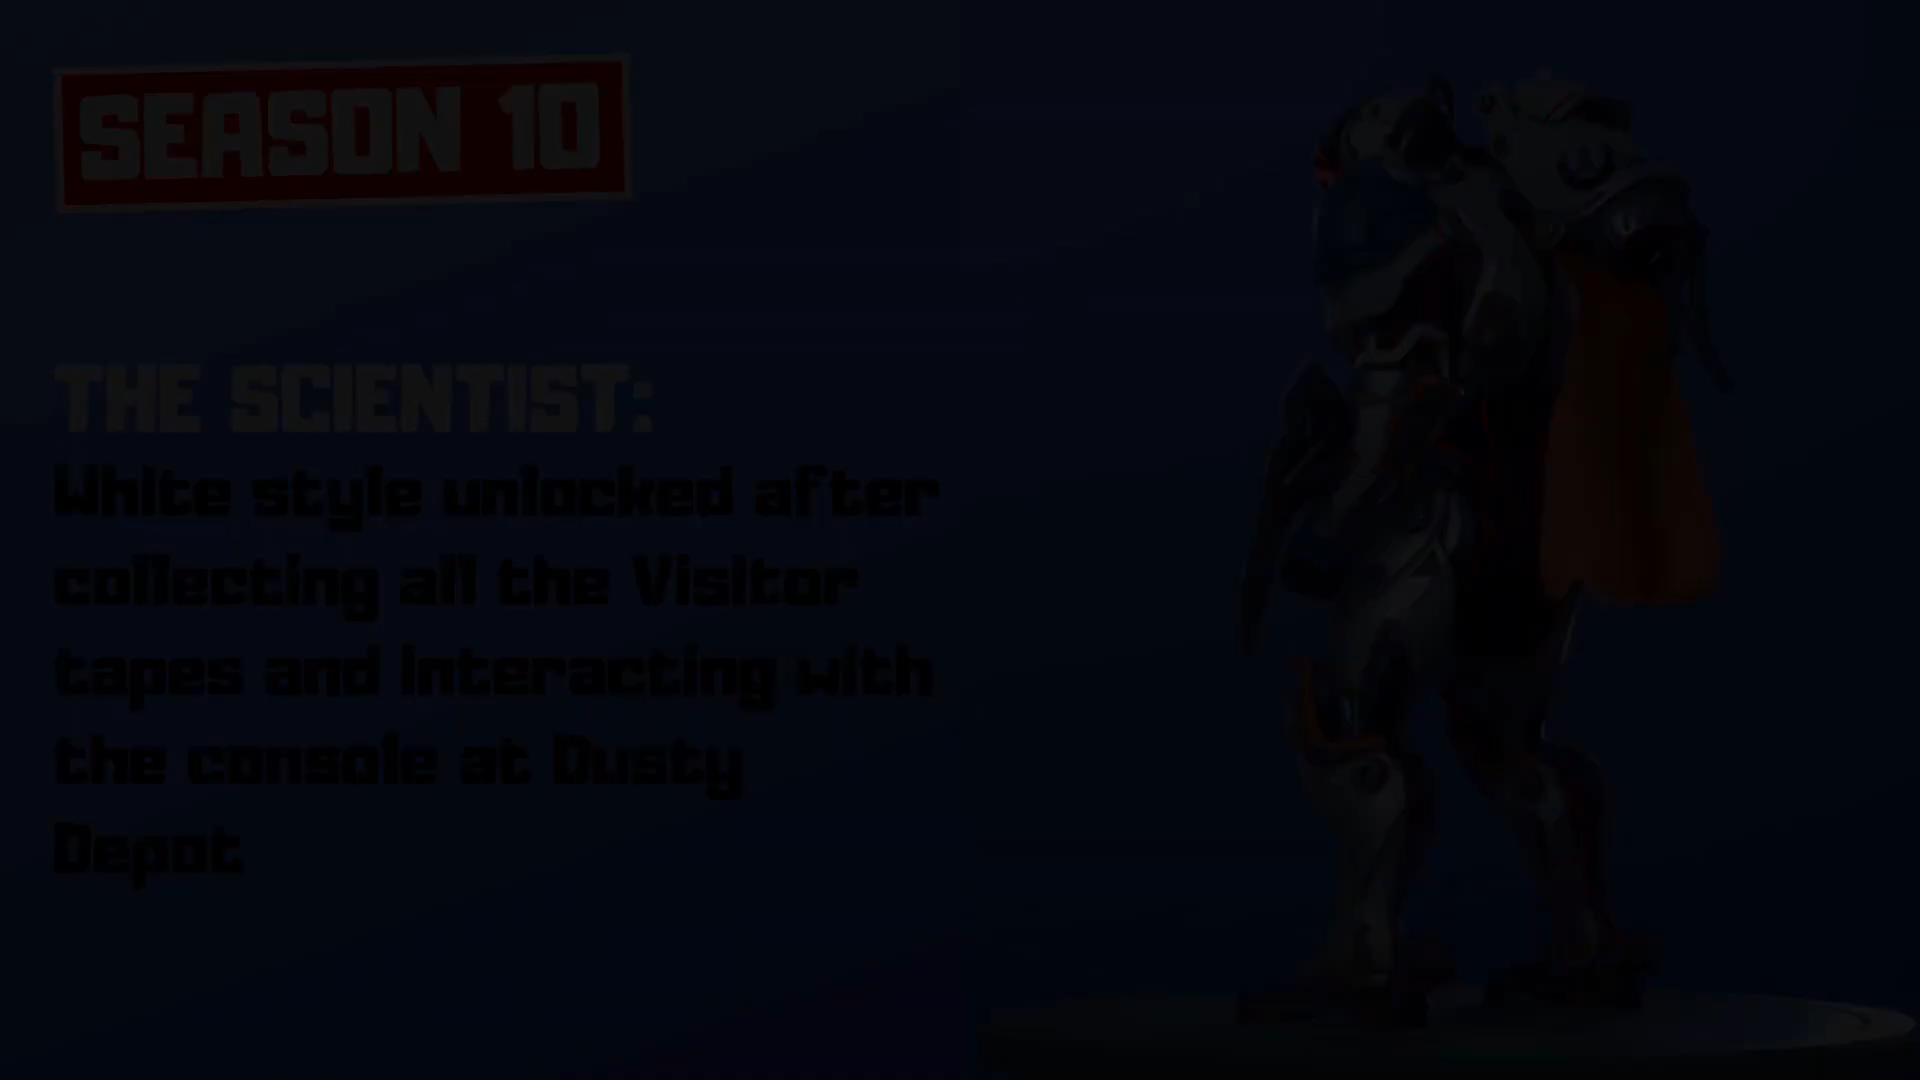 SEASON 10
THE SCIENTIST:
White style unlocked after
collecting all the Visitor
tapes and interacting with
the console at Dusty
Depot